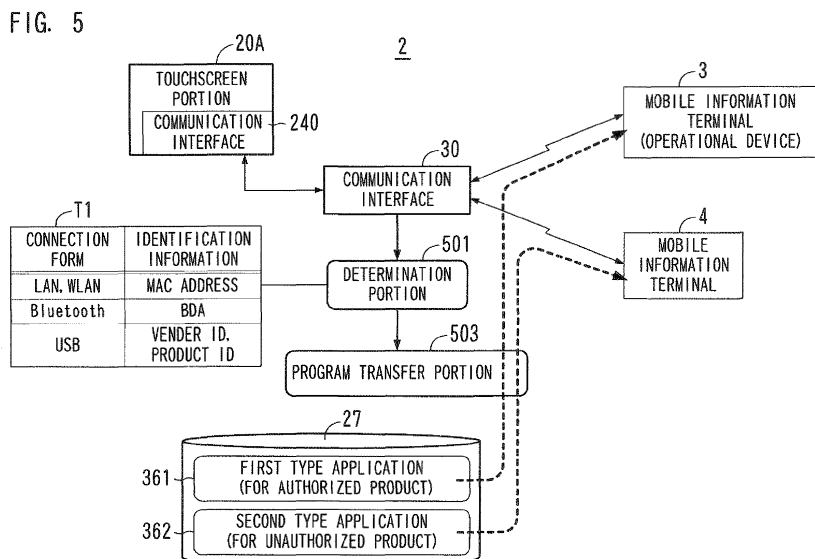 FIG. 5
20A
2
TOUCHSCREEN
PORTION
COMMUNICATION
INTERFACE
240
3
MOBILE INFORMATION
TERMINAL
(OPERATIONAL DEVICE)
30
COMMUNICATION
INTERFACE
T1
CONNECTION
FORM
IDENTIFICATION
INFORMATION
LAN, WLAN
MAC ADDRESS
Bluetooth
BDA
USB
VENDER ID,
PRODUCT ID
501
DETERMINATION
PORTION
4
MOBILE
INFORMATION
TERMINAL
503
PROGRAM TRANSFER PORTION
27
361
FIRST TYPE APPLICATION
(FOR AUTHORIZED PRODUCT)
362
SECOND TYPE APPLICATION
(FOR UNAUTHORIZED PRODUCT)